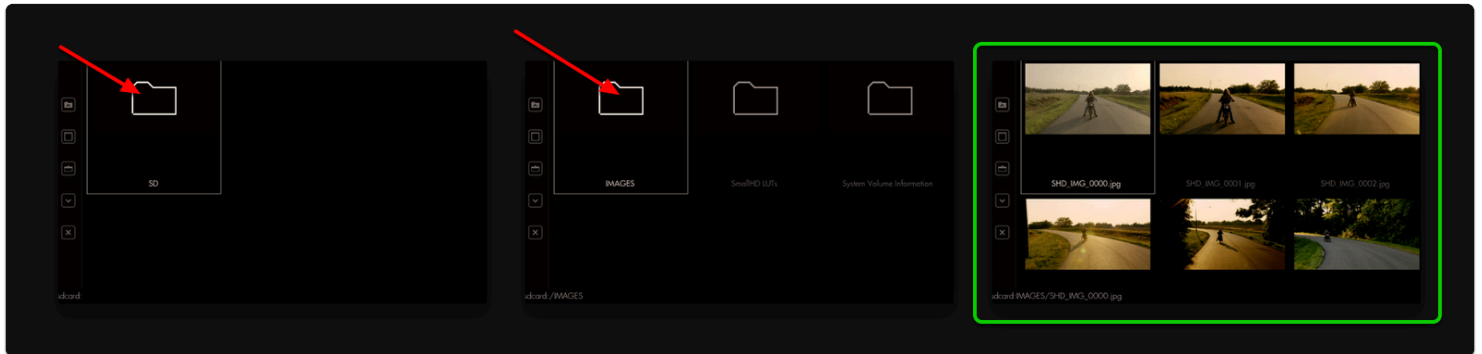 SD
sdcard:
IMAGES
SmallHD LUTs
System Volume Information
sdcard:/IMAGES
SHD_IMG_0000.jpg
SHD_IMG_0001.jpg
SHD_IMG_0002.jpg
sdcard:IMAGES/SHD_IMG_0000.jpg